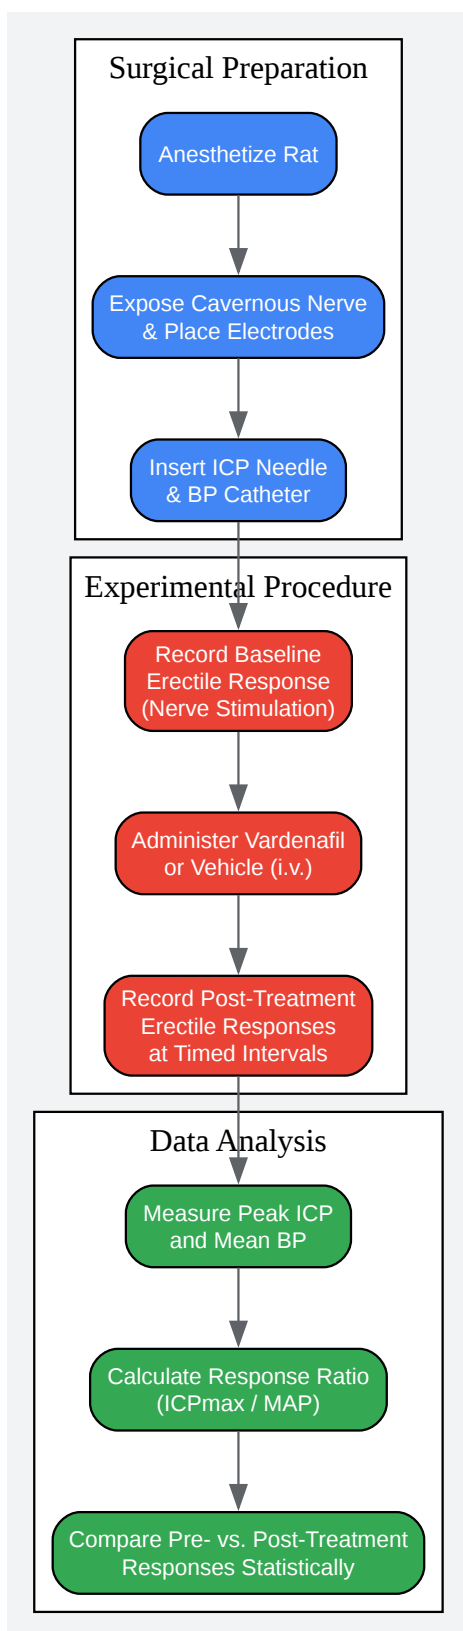 Surgical Preparation
Anesthetize Rat
Expose Cavernous Nerve
& Place Electrodes
Insert ICP Needle
& BP Catheter
Experimental Procedure
Record Baseline
Erectile Response
(Nerve Stimulation)
Administer Vardenafil
or Vehicle (i.v.)
Record Post-Treatment
Erectile Responses
at Timed Intervals
Data Analysis
Measure Peak ICP
and Mean BP
Calculate Response Ratio
(ICPmax / MAP)
Compare Pre- vs. Post-Treatment
Responses Statistically